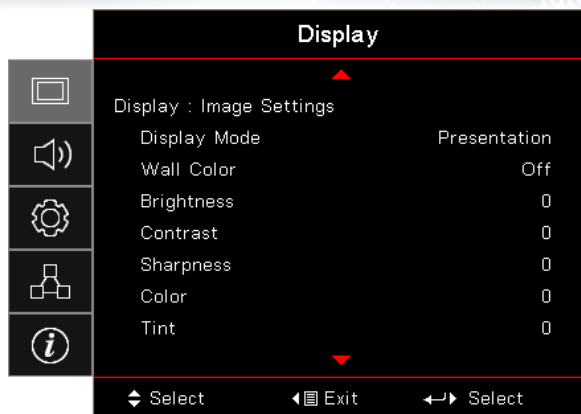 Display
Display : Image Settings
Display Mode Presentation
Wall Color Off
Brightness 0
Contrast 0
Sharpness 0
Color 0
Tint 0
Select Exit Select